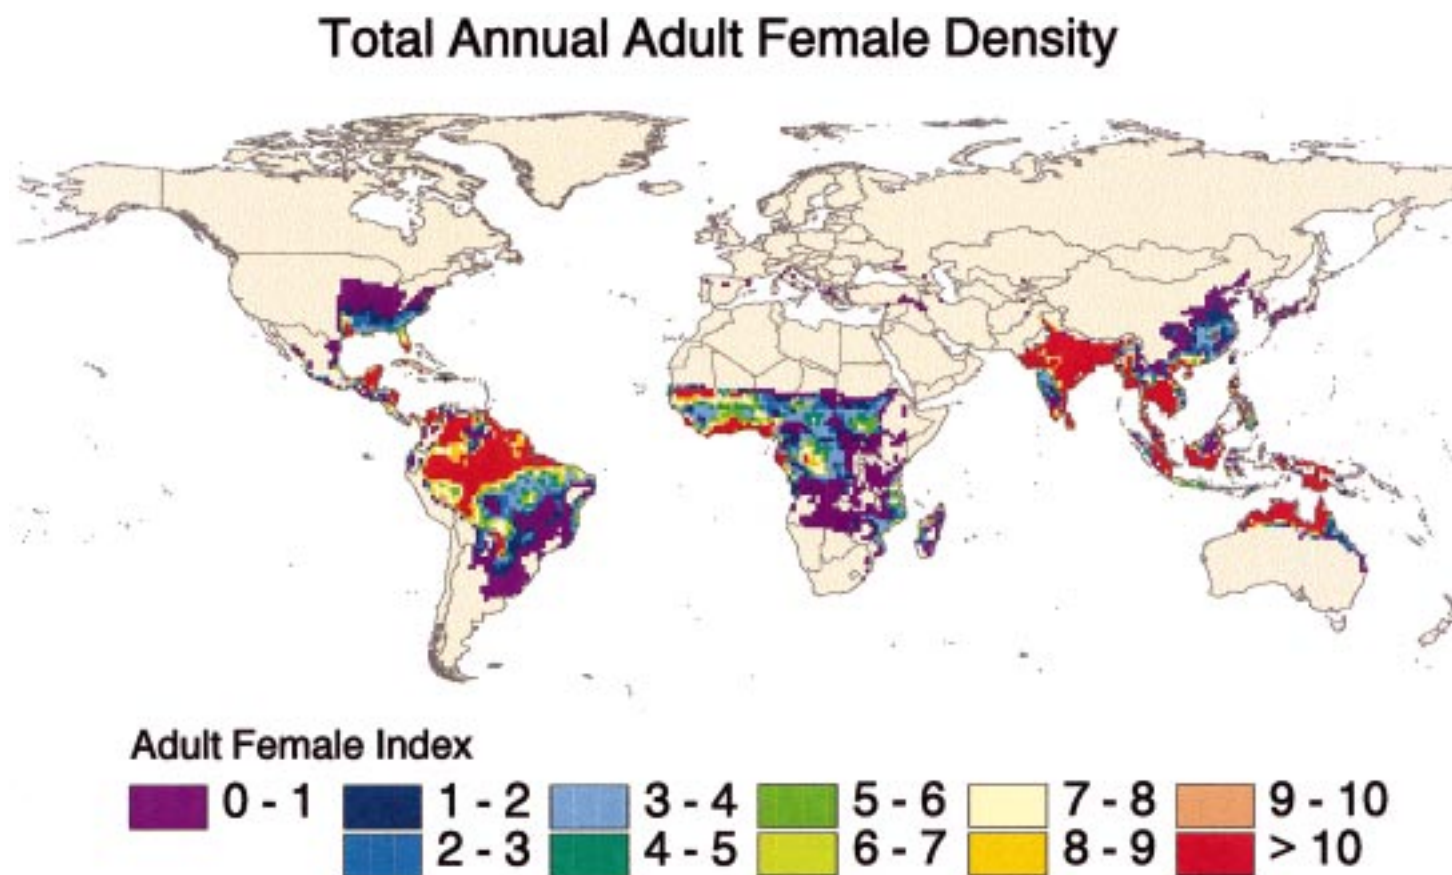 Total Annual Adult Female Density
Adult Female Index
0 - 1
1 - 2
3 - 4
5 - 6
7 - 8
9 - 10
2 - 3
4 - 5
6 - 7
8 - 9
> 10